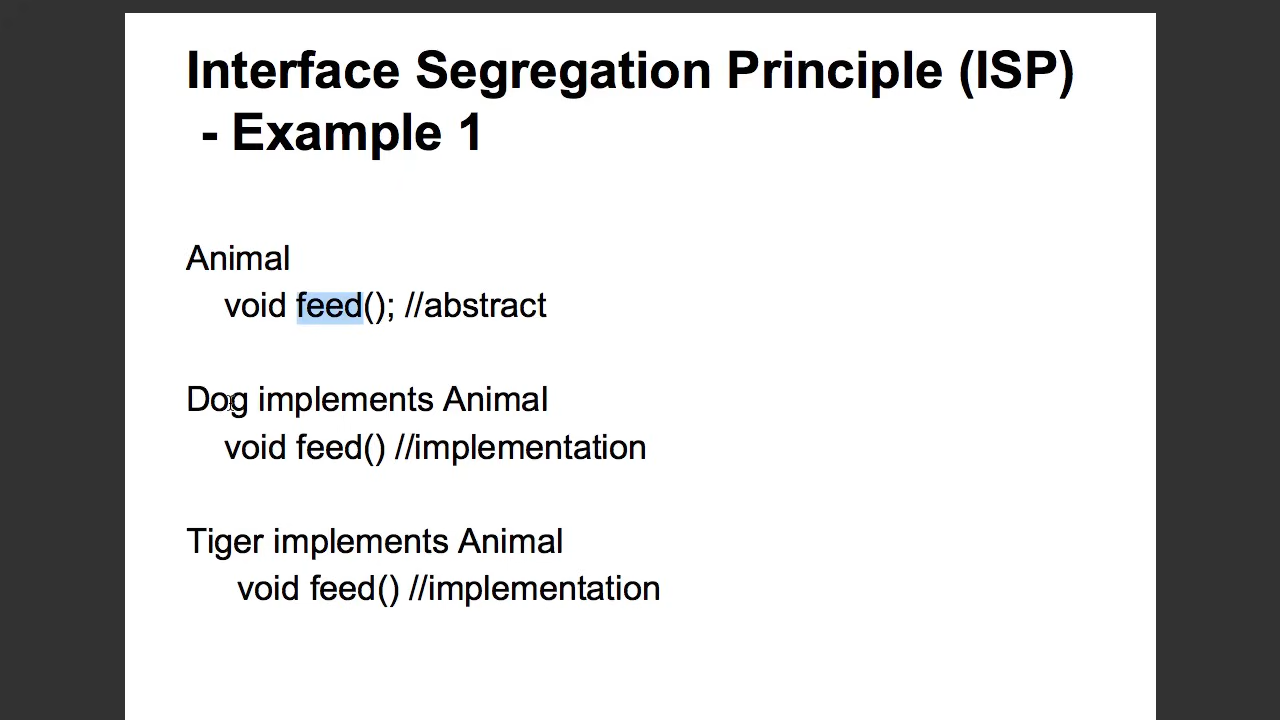 Interface Segregation Principle (ISP)
- Example 1
Animal
void feed(); //abstract
Dog implements Animal
void feed() //implementation
Tiger implements Animal
void feed() //implementation